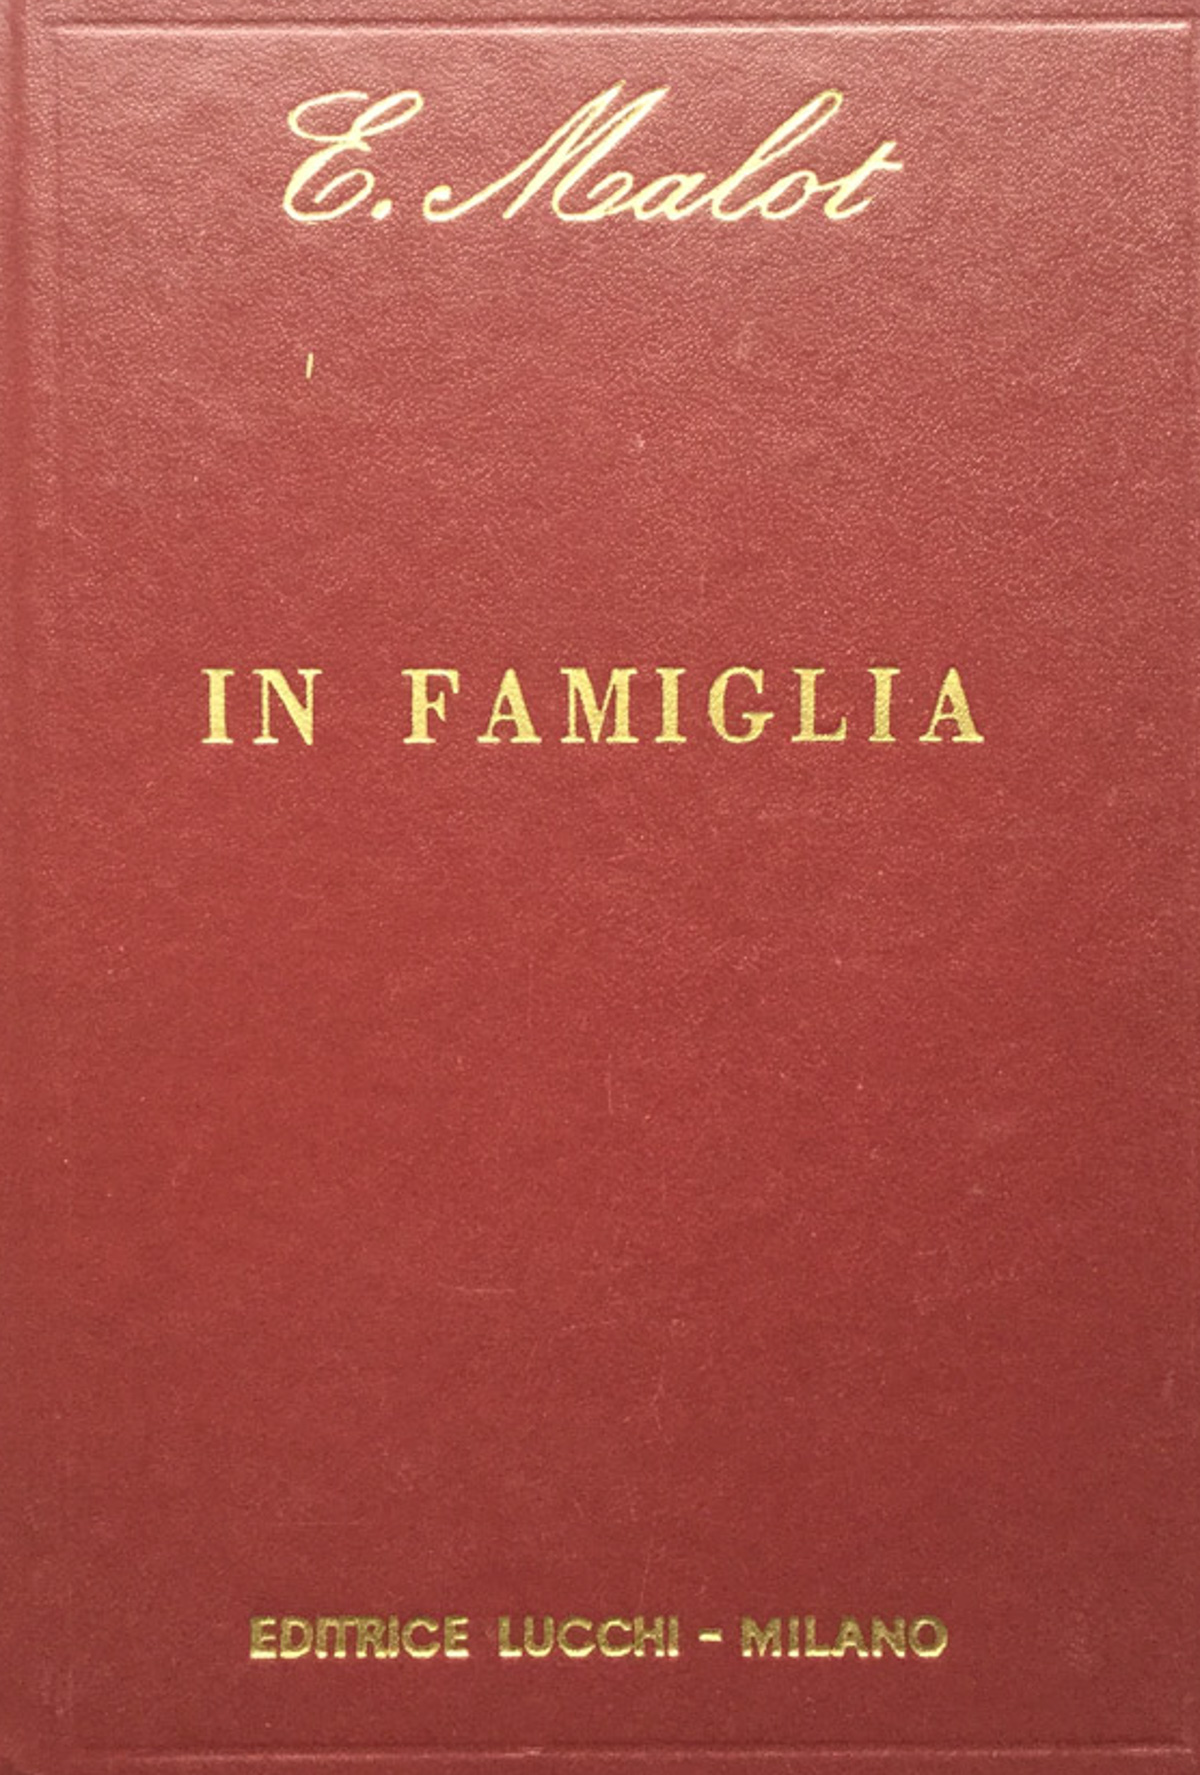 E. Malot
IN FAMIGLIA
EDITRICE LUCCHI - MILANO